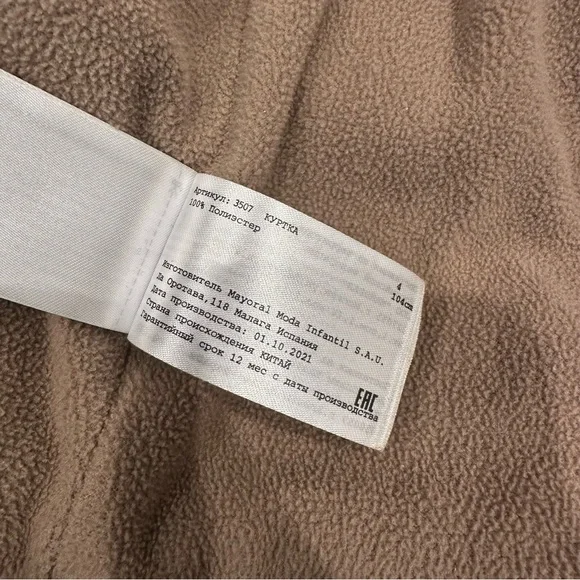 Артикул: 3507 КУРТКА
100% Полиэстер
4
104cm
Изготовитель Mayoral Moda Infantil S.A.U.
Ла Оротава,118 Малага Испания
Дата производства: 01.10.2021
Страна происхождения КИТАЙ
Гарантийный срок 12 мес с даты производства
EAC